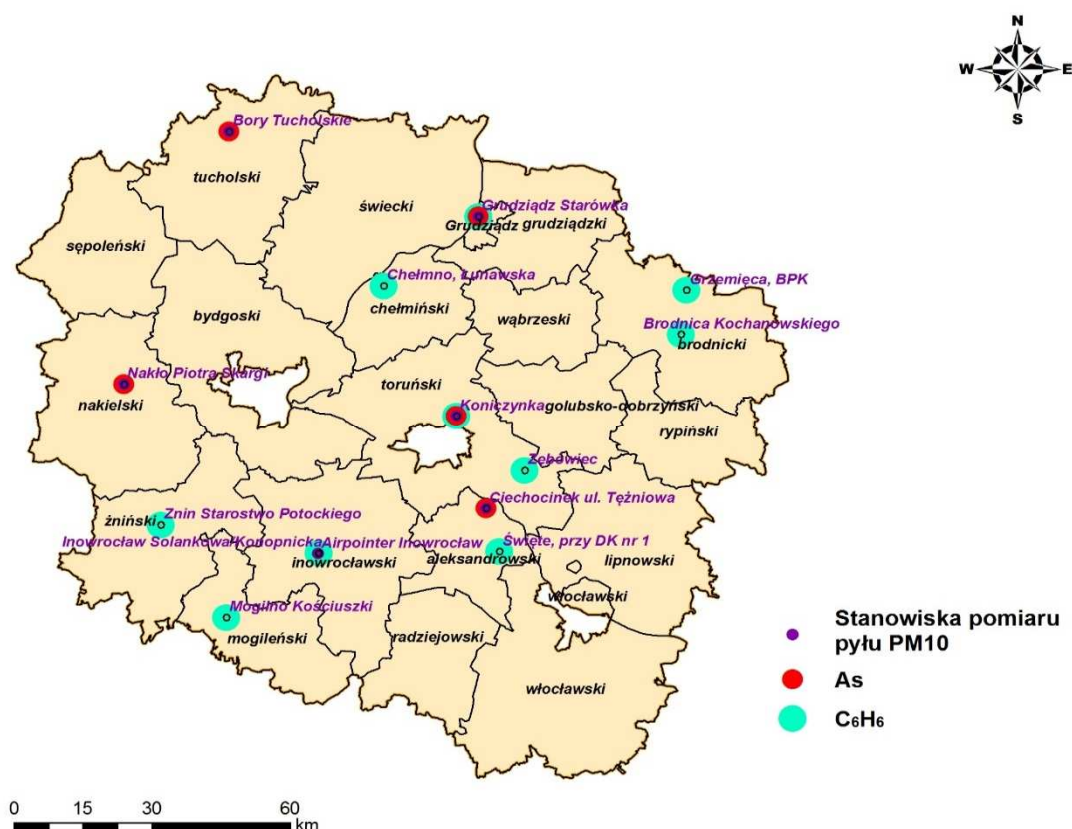 N
W E
S
Bory Tucholskie
tucholski
Grudziądz Starówka
świecki
Grudziądz grudziądzki
sępoleński
Chełmno, Łunawska
Grzemięca, BPK
chełmiński
bydgoski
wąbrzeski
Brodnica Kochanowskiego
brodnicki
Nakło Piotra Skargi
toruński
nakielski
Koniczynka
golubsko-dobrzyński
rypiński
Zębowiec
Ciechocinek ul. Tężniowa
Znin Starostwo Potockiego
żniński
Inowrocław Solankowa/Konopnicka
Airpointer Inowrocław
Święte, przy DK nr 1
inowrocławski
aleksandrowski
lipnowski
włocławski
Mogilno Kościuszki
mogileński
radziejowski
włocławski
Stanowiska pomiaru
pyłu PM10
As
C₆H₆
0 15 30 60
km